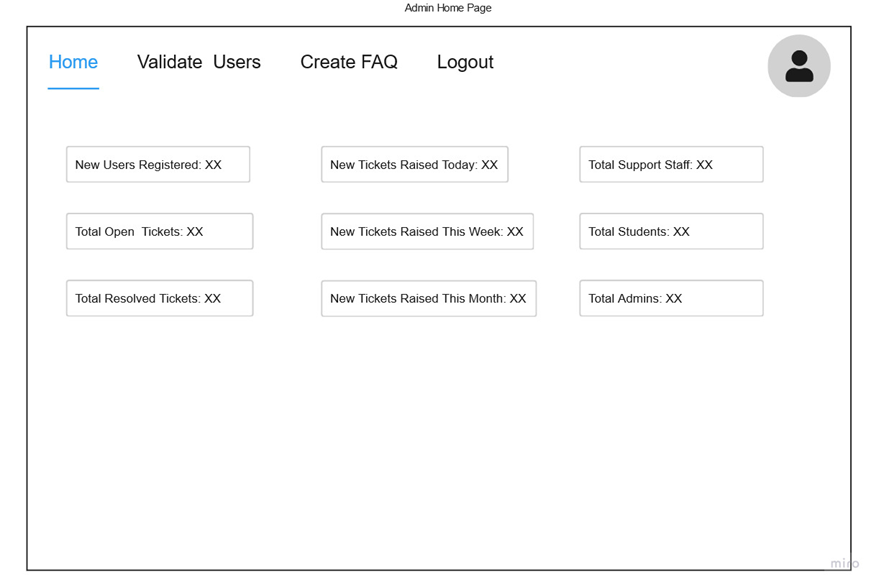 Admin Home Page
Home Validate  Users Create FAQ Logout
New Users Registered: XX
New Tickets Raised Today: XX
Total Support Staff: XX
Total Open  Tickets: XX
New Tickets Raised This Week: XX
Total Students: XX
Total Resolved Tickets: XX
New Tickets Raised This Month: XX
Total Admins: XX
miro